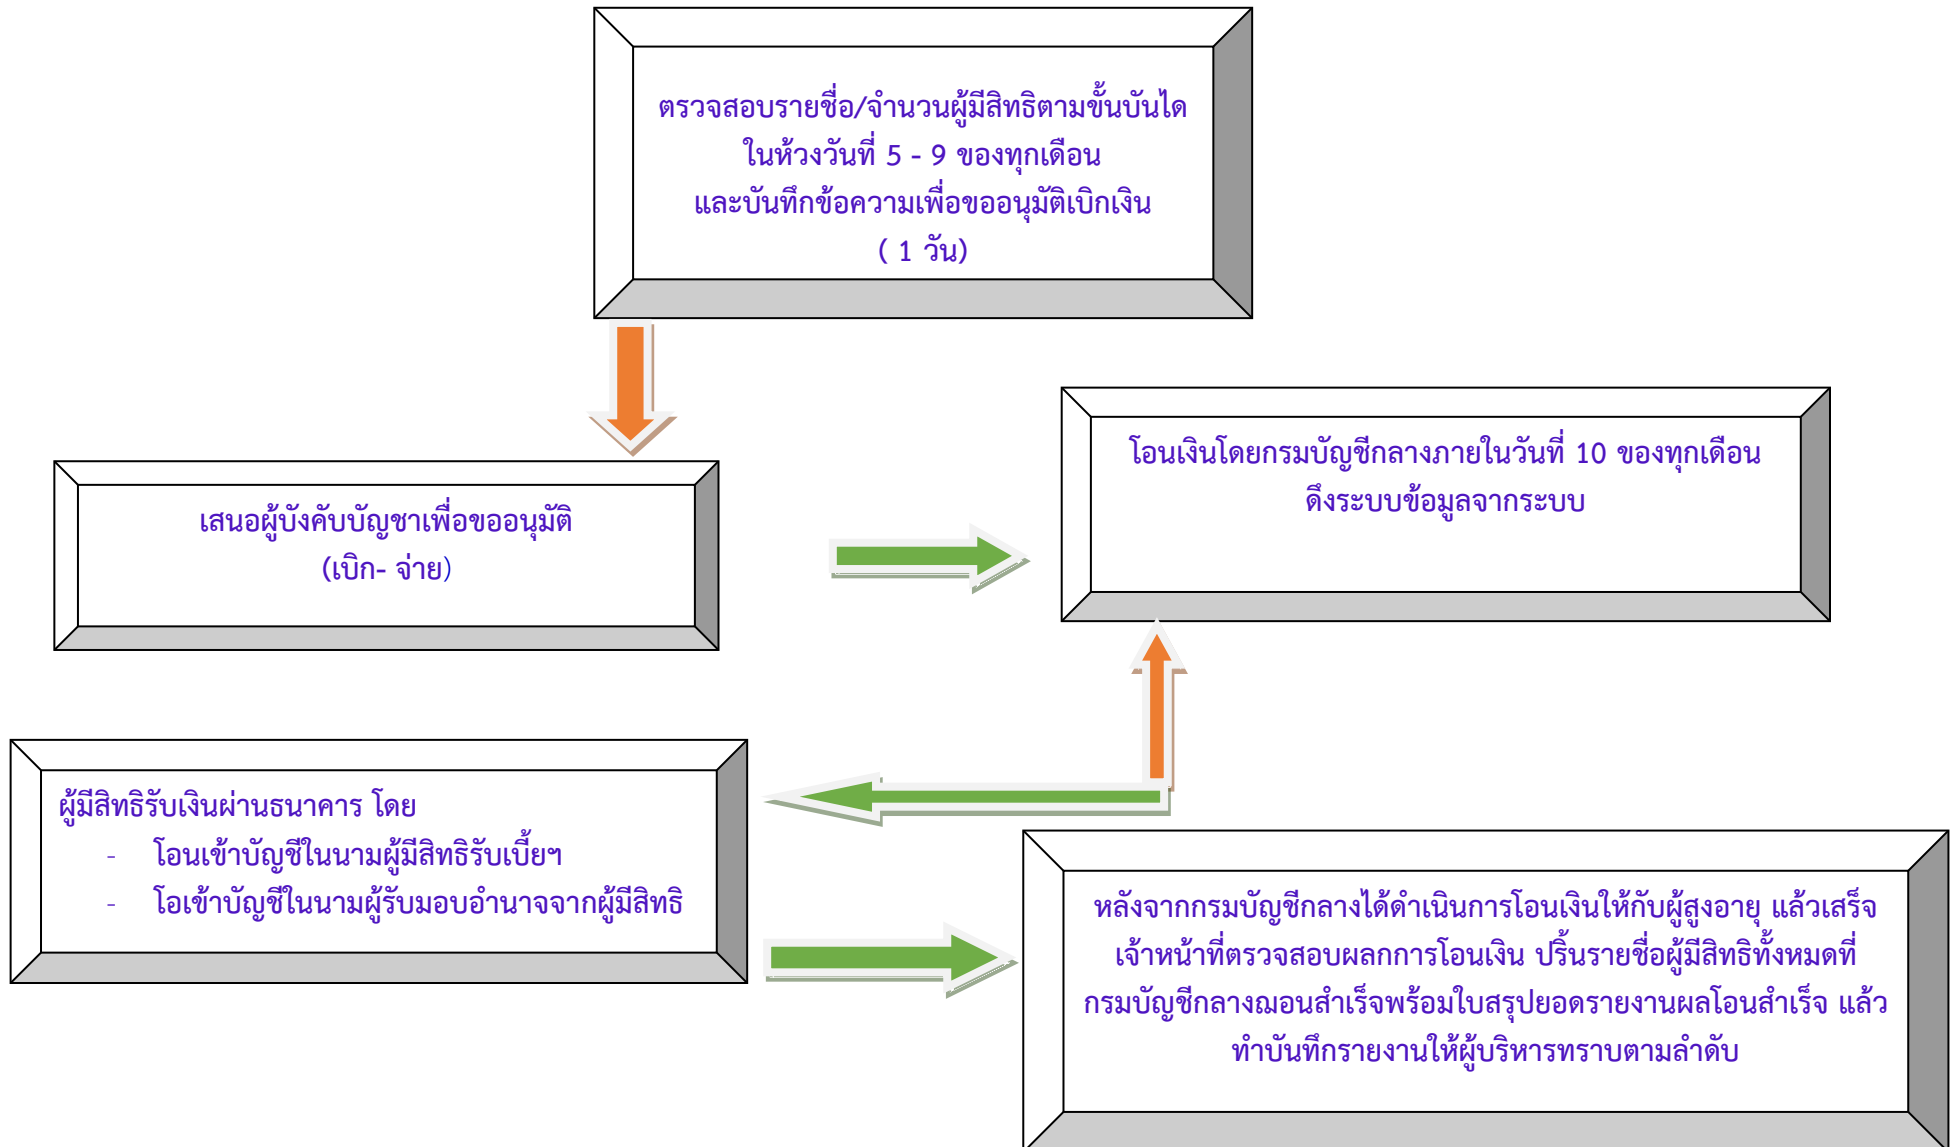 ตรวจสอบรายชื่อ/จำนวนผู้มีสิทธิตามขั้นบันได
ในห้วงวันที่ 5 - 9 ของทุกเดือน
และบันทึกข้อความเพื่อขออนุมัติเบิกเงิน
( 1 วัน)
เสนอผู้บังคับบัญชาเพื่อขออนุมัติ
(เบิก- จ่าย)
โอนเงินโดยกรมบัญชีกลางภายในวันที่ 10 ของทุกเดือน
ดึงระบบข้อมูลจากระบบ
ผู้มีสิทธิรับเงินผ่านธนาคาร โดย
- โอนเข้าบัญชีในนามผู้มีสิทธิรับเบี้ยฯ
- โอเข้าบัญชีในนามผู้รับมอบอำนาจจากผู้มีสิทธิ
หลังจากกรมบัญชีกลางได้ดำเนินการโอนเงินให้กับผู้สูงอายุ แล้วเสร็จ
เจ้าหน้าที่ตรวจสอบผลกการโอนเงิน ปริ้นรายชื่อผู้มีสิทธิทั้งหมดที่
กรมบัญชีกลางฌอนสำเร็จพร้อมใบสรุปยอดรายงานผลโอนสำเร็จ แล้ว
ทำบันทึกรายงานให้ผู้บริหารทราบตามลำดับ